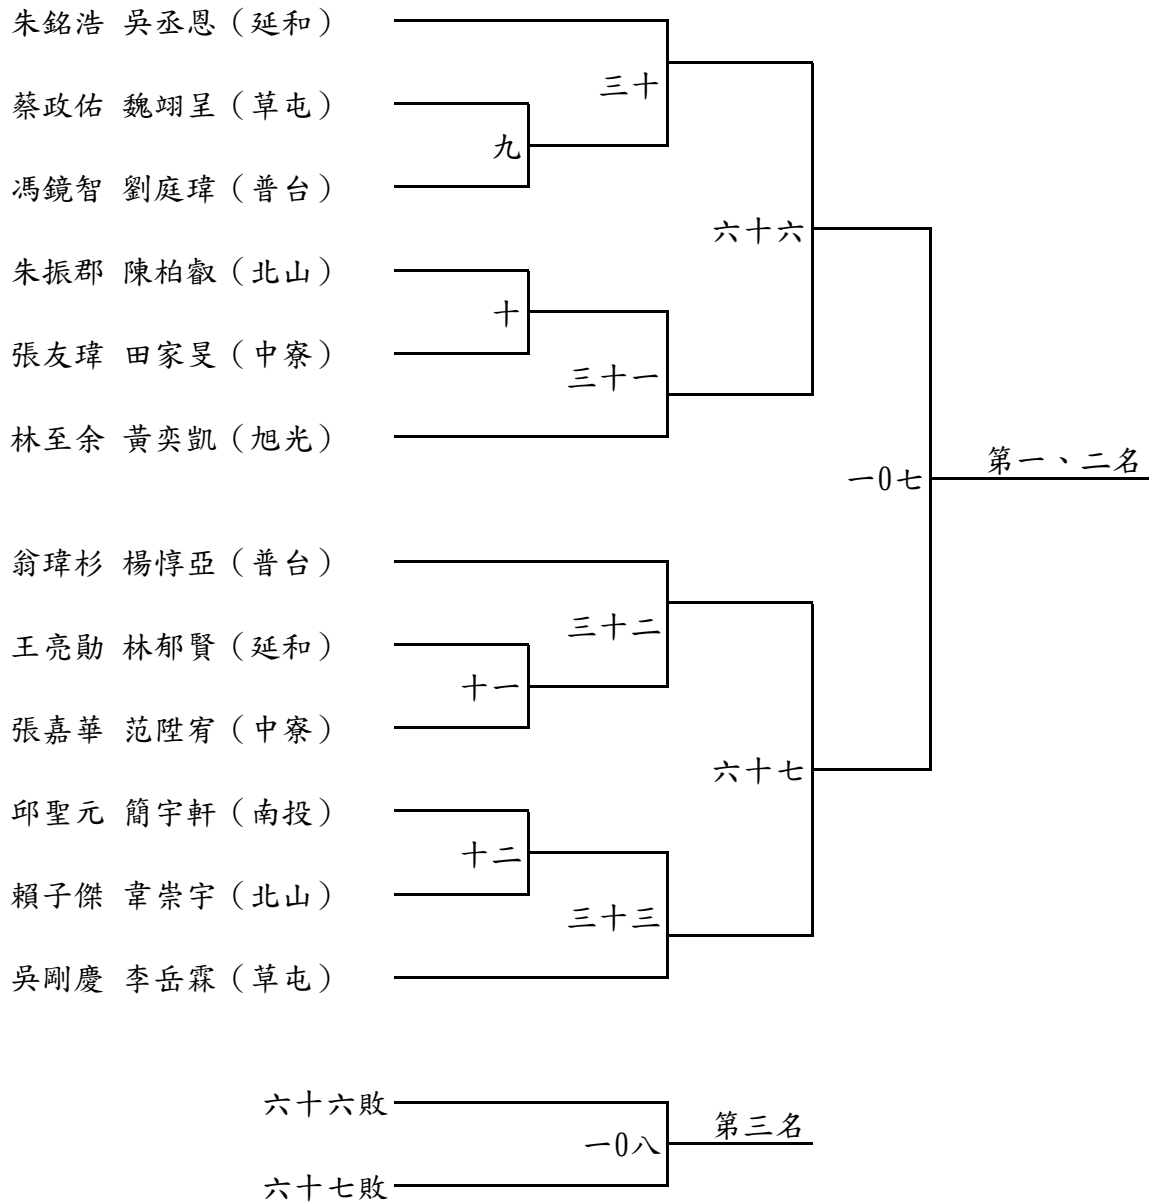 朱銘浩 吳丞恩（延和）
三十
蔡政佑 魏翊呈（草屯）
九
馮鏡智 劉庭瑋（普台）
六十六
朱振郡 陳柏叡（北山）
十
張友瑋 田家旻（中寮）
三十一
林至余 黃奕凱（旭光）
第一、二名
一0七
翁瑋杉 楊惇亞（普台）
三十二
王亮勛 林郁賢（延和）
十一
張嘉華 范陞宥（中寮）
六十七
邱聖元 簡宇軒（南投）
十二
賴子傑 韋崇宇（北山）
三十三
吳剛慶 李岳霖（草屯）
六十六敗
第三名
一0八
六十七敗